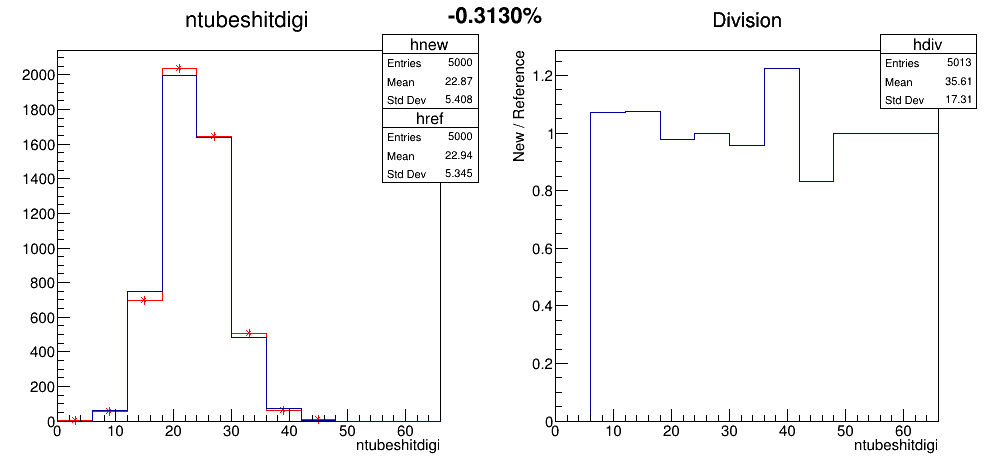 -0.3130%
ntubeshitdigi
hnew
Entries 5000
Mean 22.87
Std Dev 5.408
href
Entries 5000
Mean 22.94
Std Dev 5.345
2000
1800
1600
1400
1200
1000
800
600
400
200
0
0 10 20 30 40 50 60
ntubeshitdigi
Division
hdiv
Entries 5013
Mean 35.61
Std Dev 17.31
New / Reference
1.2
1
0.8
0.6
0.4
0.2
0
0 10 20 30 40 50 60
ntubeshitdigi